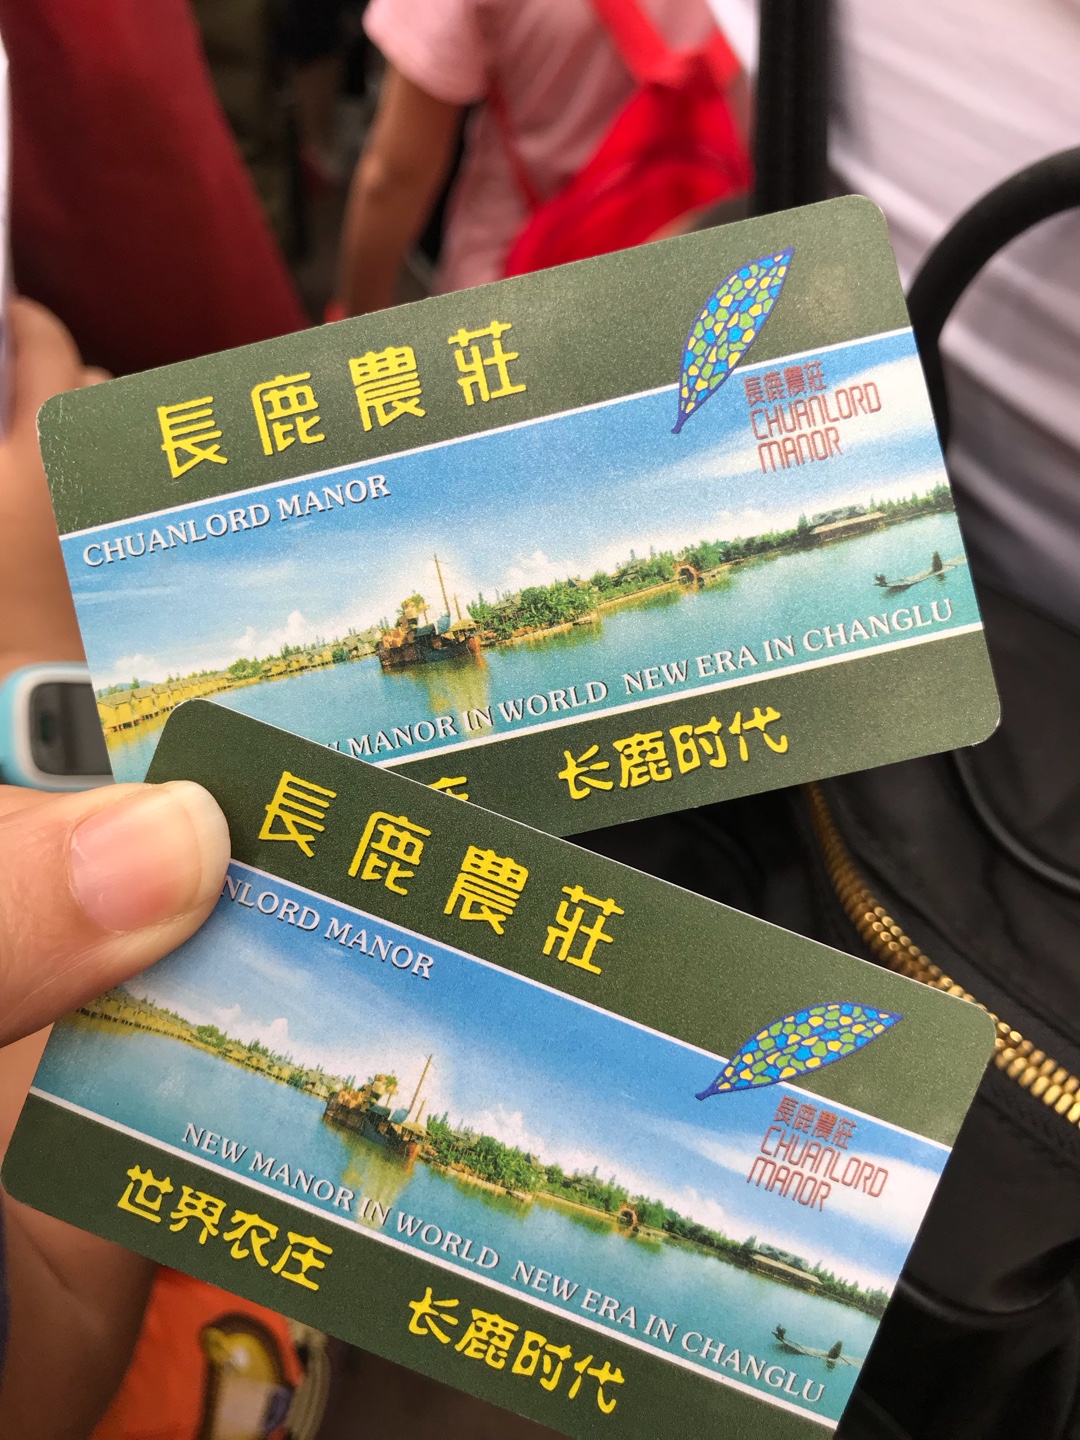 長鹿農莊
CHUANLORD MANOR
長鹿農莊
CHUANLORD
MANOR
MANOR IN WORLD NEW ERA IN CHANGLU
长鹿时代
長鹿農莊
NLORD MANOR
長鹿農莊
CHUANLORD
MANOR
NEW MANOR IN WORLD NEW ERA IN CHANGLU
世界农庄 长鹿时代